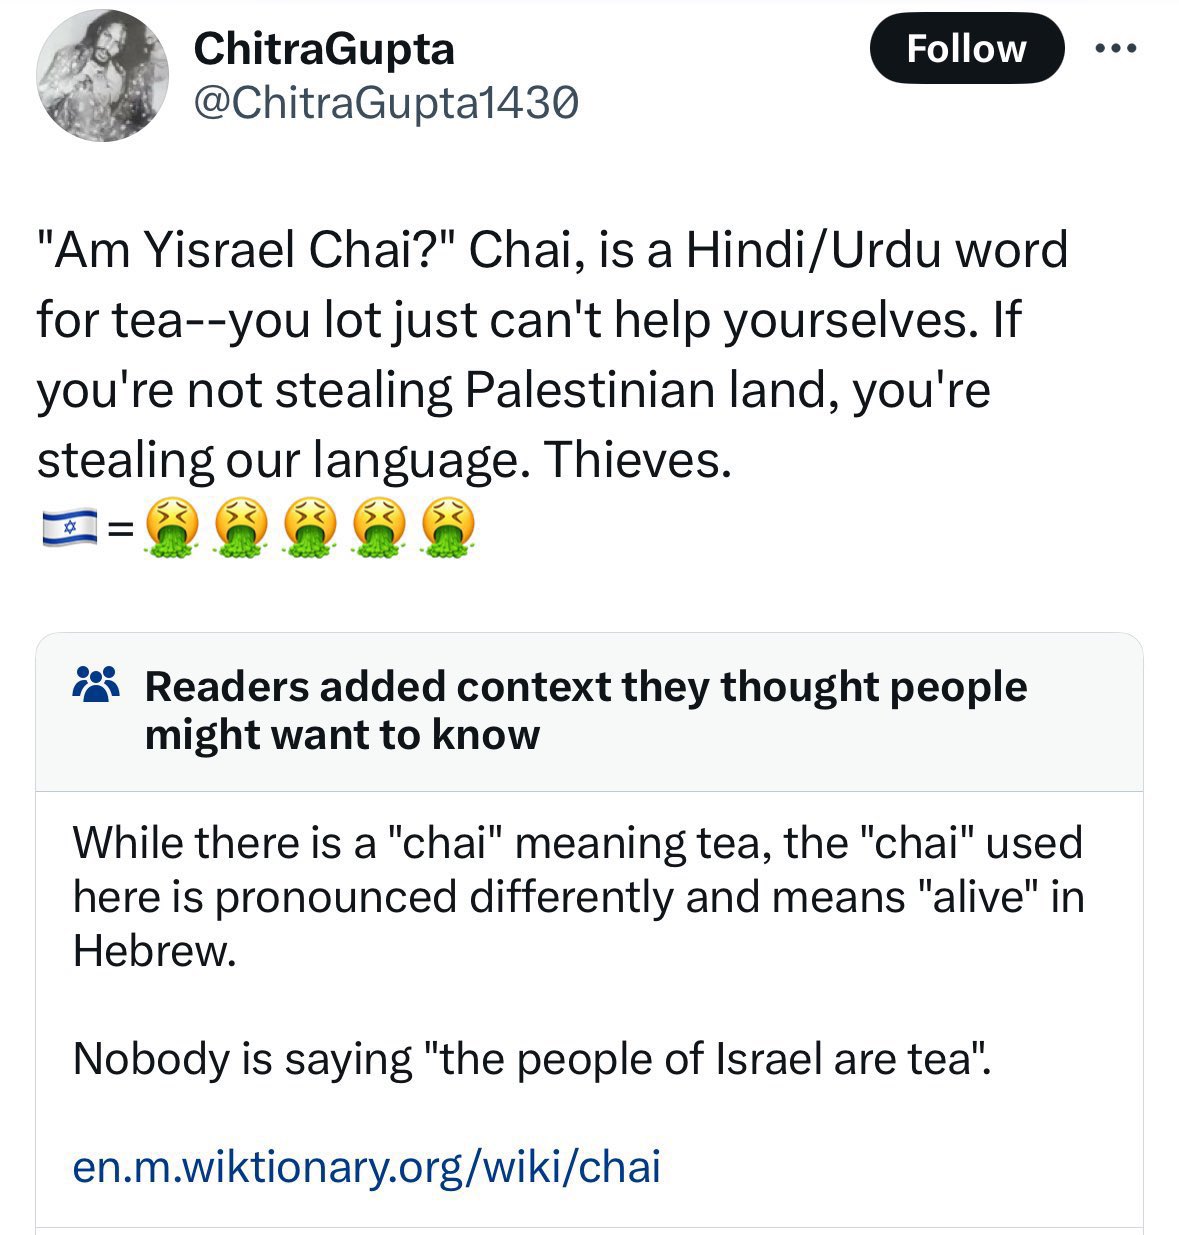 ChitraGupta
@ChitraGupta1430
Follow
"Am Yisrael Chai?" Chai, is a Hindi/Urdu word
for tea--you lot just can't help yourselves. If
you're not stealing Palestinian land, you're
stealing our language. Thieves.
🇮🇱=🤮🤮🤮🤮🤮
Readers added context they thought people
might want to know
While there is a "chai" meaning tea, the "chai" used
here is pronounced differently and means "alive" in
Hebrew.
Nobody is saying "the people of Israel are tea".
en.m.wiktionary.org/wiki/chai